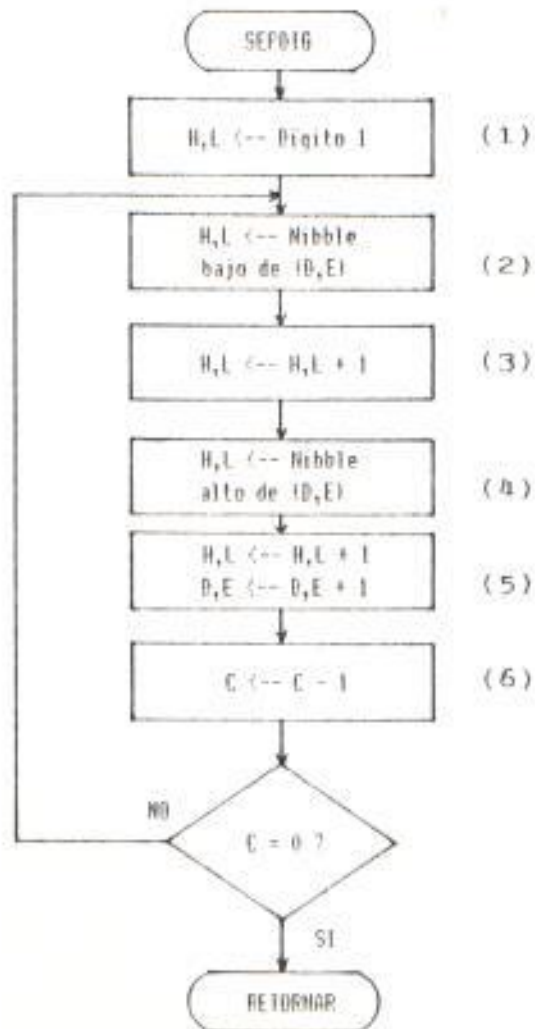 SEPDIG
H,L <-- Digito 1
(1)
H,L <-- Nibble
bajo de (D,E)
(2)
H,L <-- H,L + 1
(3)
H,L <-- Nibble
alto de (D,E)
(4)
H,L <-- H,L + 1
D,E <-- D,E + 1
(5)
C <-- C - 1
(6)
NO
C = 0 ?
SI
RETORNAR